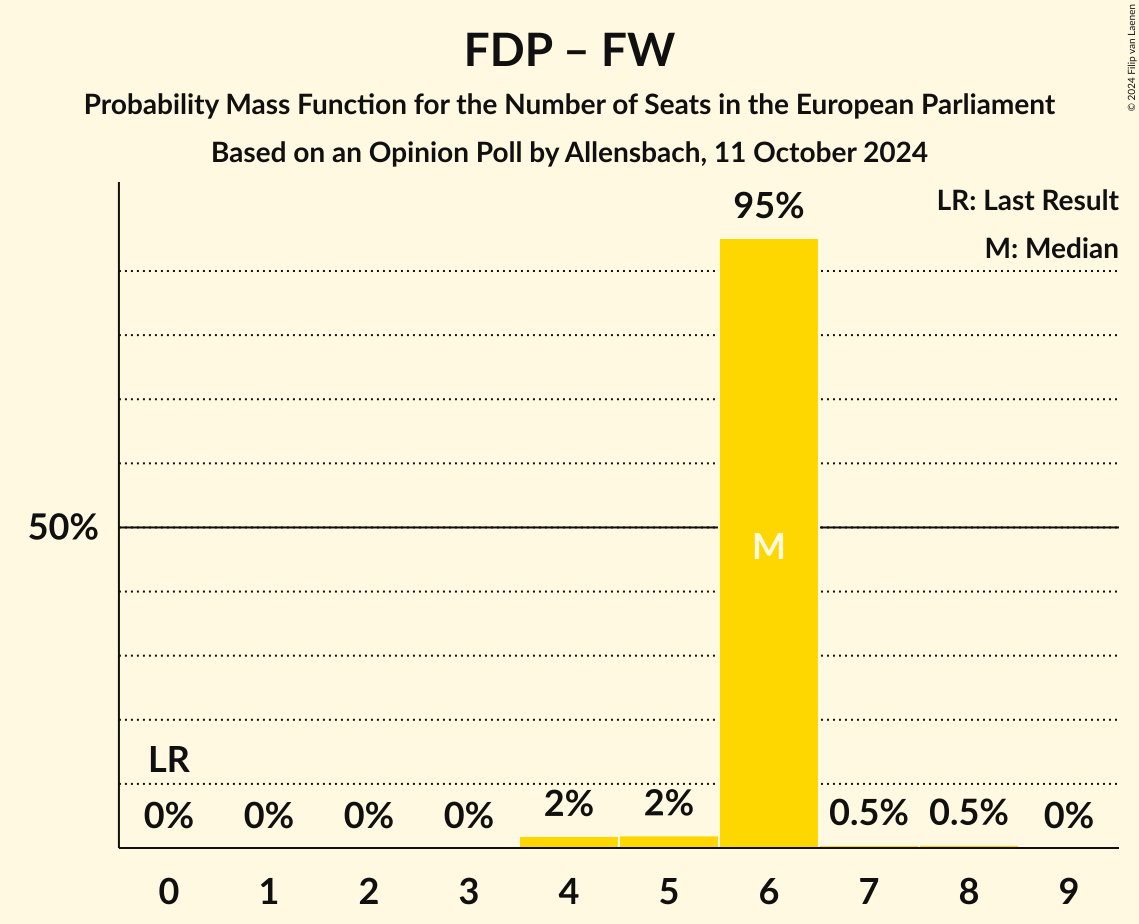 FDP – FW
Probability Mass Function for the Number of Seats in the European Parliament
Based on an Opinion Poll by Allensbach, 11 October 2024
© 2024 Filip van Laenen
LR: Last Result
M: Median
95%
50%
M
LR
0% 0% 0% 0% 2% 2% 0.5% 0.5% 0%
0 1 2 3 4 5 6 7 8 9